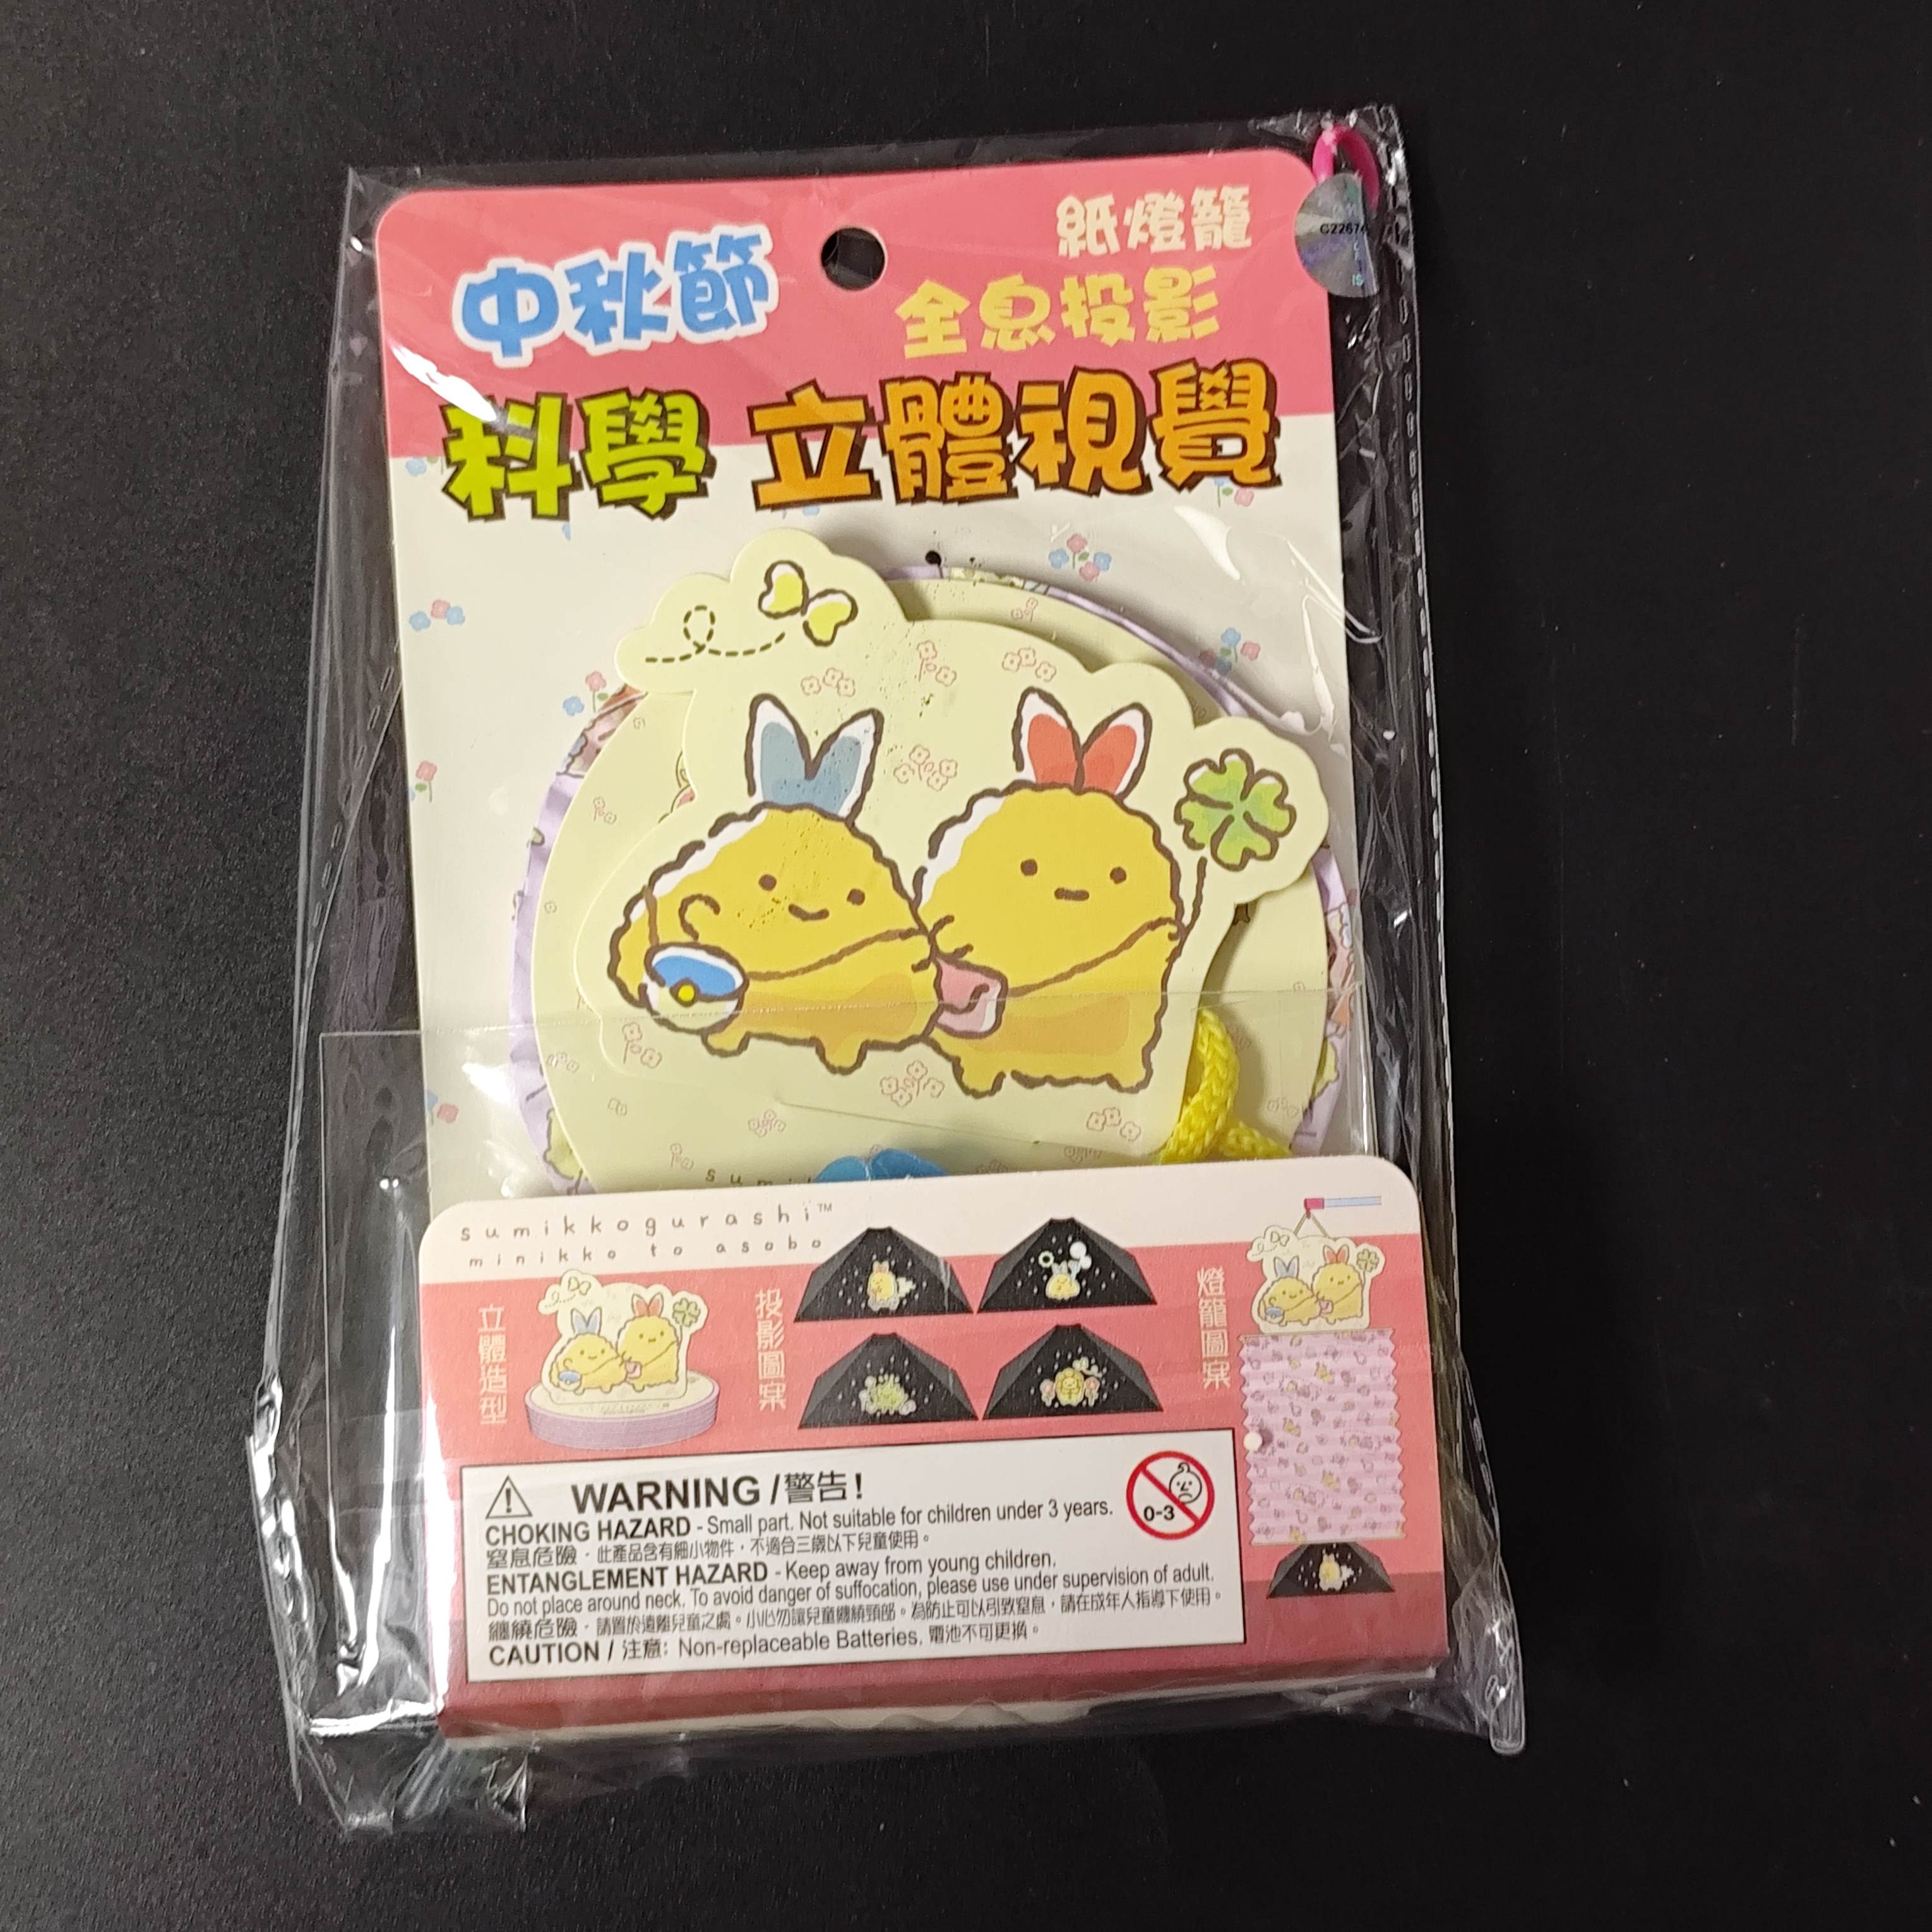 紙燈籠
中秋節
全息投影
科學 立體視覺
G22674
sumik
sumikkogurashi™
minikko to asobo
立體造型
投影圖案
燈籠圖案
WARNING /警告!
CHOKING HAZARD - Small part. Not suitable for children under 3 years.
窒息危險 - 此產品含有細小物件，不適合三歲以下兒童使用。
0-3
ENTANGLEMENT HAZARD - Keep away from young children.
Do not place around neck. To avoid danger of suffocation, please use under supervision of adult.
纏繞危險 - 請置於遠離兒童之處。小心勿讓兒童纏繞頸部。為防止可以引致窒息，請在成年人指導下使用。
CAUTION / 注意: Non-replaceable Batteries. 電池不可更換。